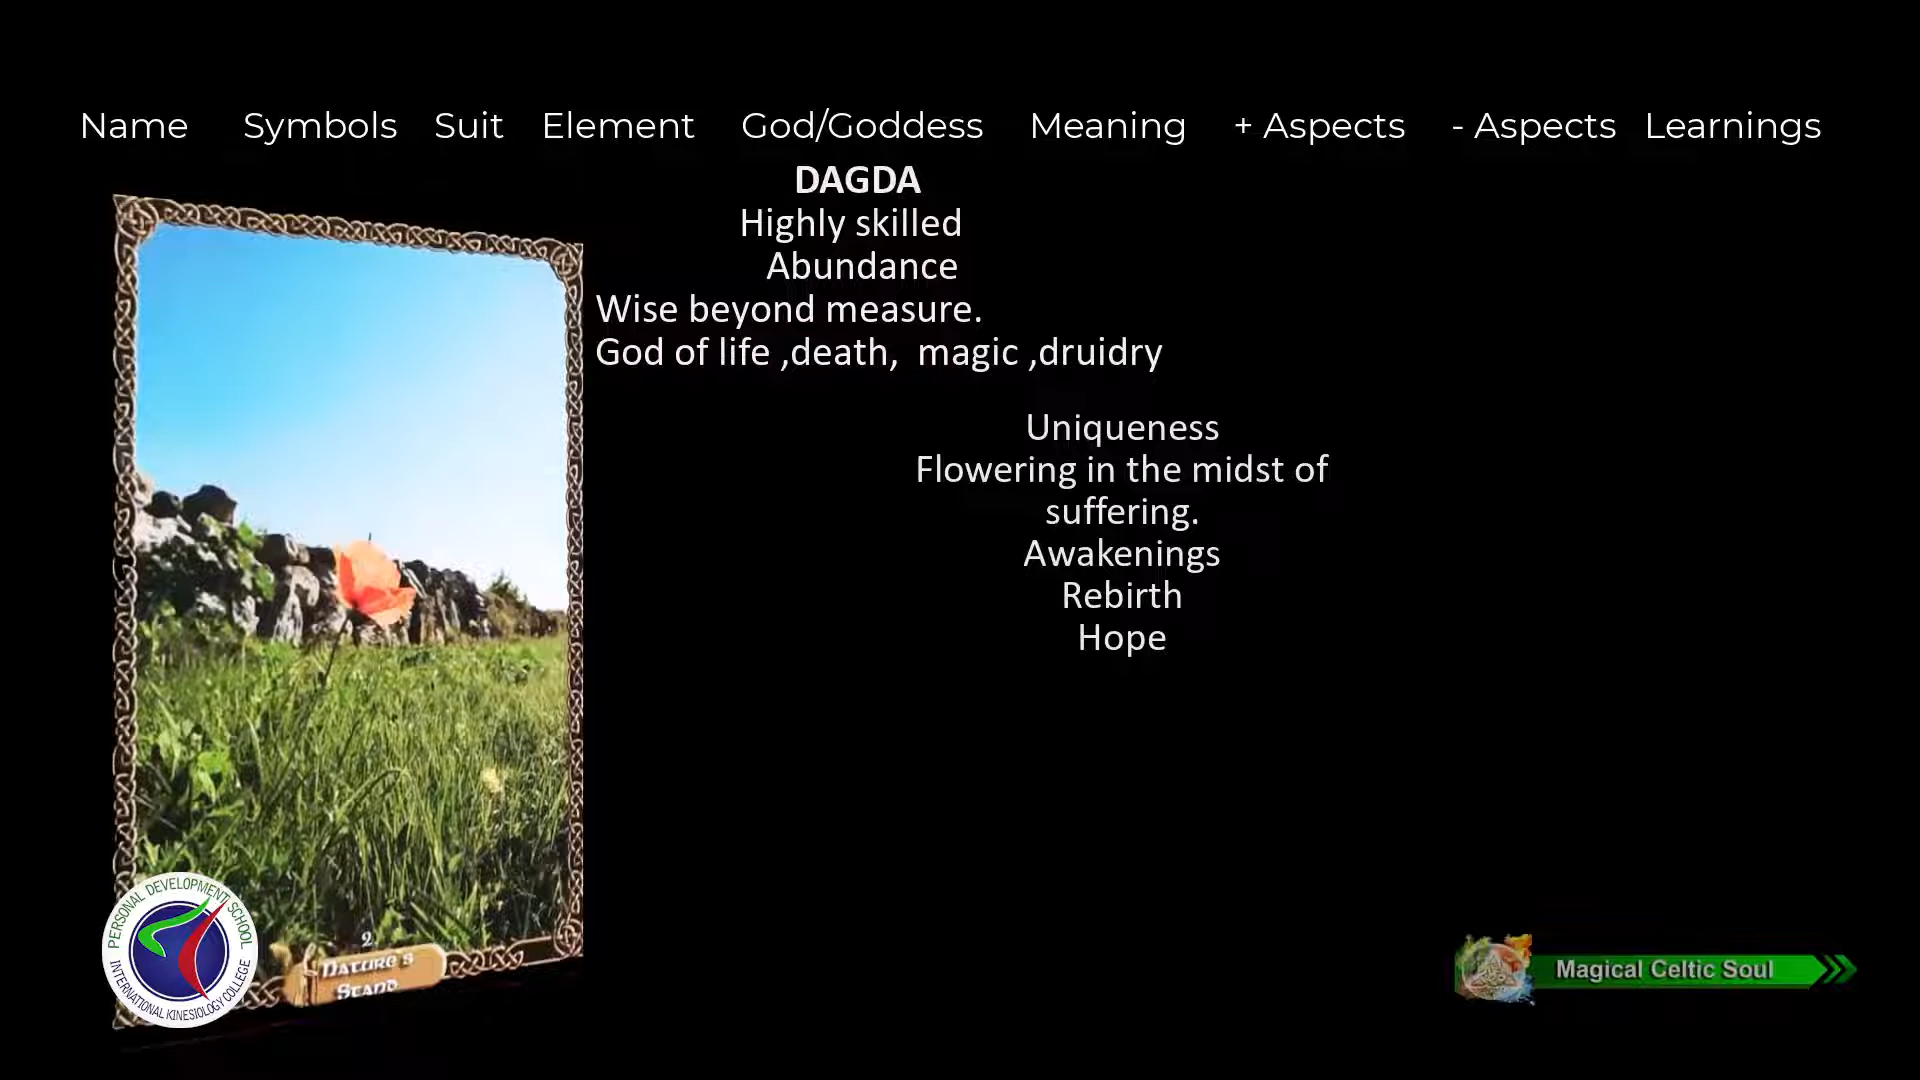 Name Symbols Suit Element God/Goddess Meaning + Aspects - Aspects Learnings
DAGDA
Highly skilled
Abundance
Wise beyond measure.
God of life ,death, magic ,druidry
Uniqueness
Flowering in the midst of
suffering.
Awakenings
Rebirth
Hope
2
Nature's
Stand
PERSONAL DEVELOPMENT SCHOOL
INTERNATIONAL KINESIOLOGY COLLEGE
Magical Celtic Soul